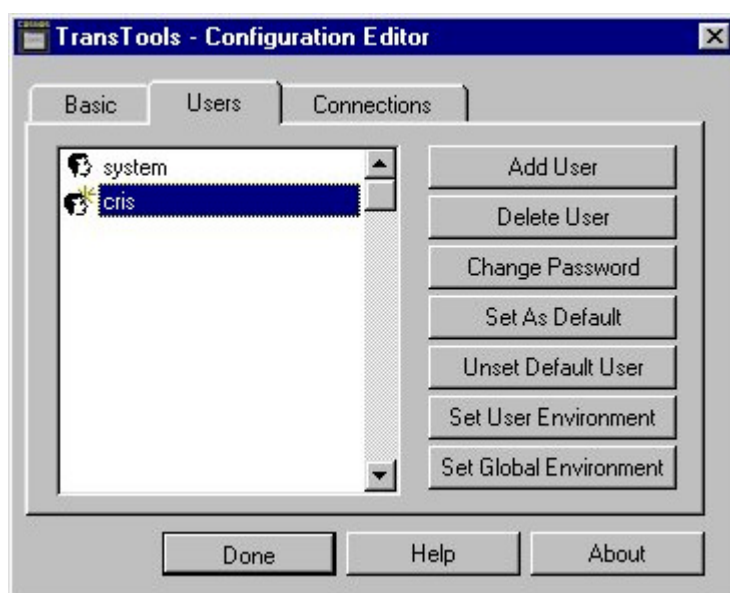 TransTools - Configuration Editor
Basic
Users
Connections
system
cris
Add User
Delete User
Change Password
Set As Default
Unset Default User
Set User Environment
Set Global Environment
Done
Help
About